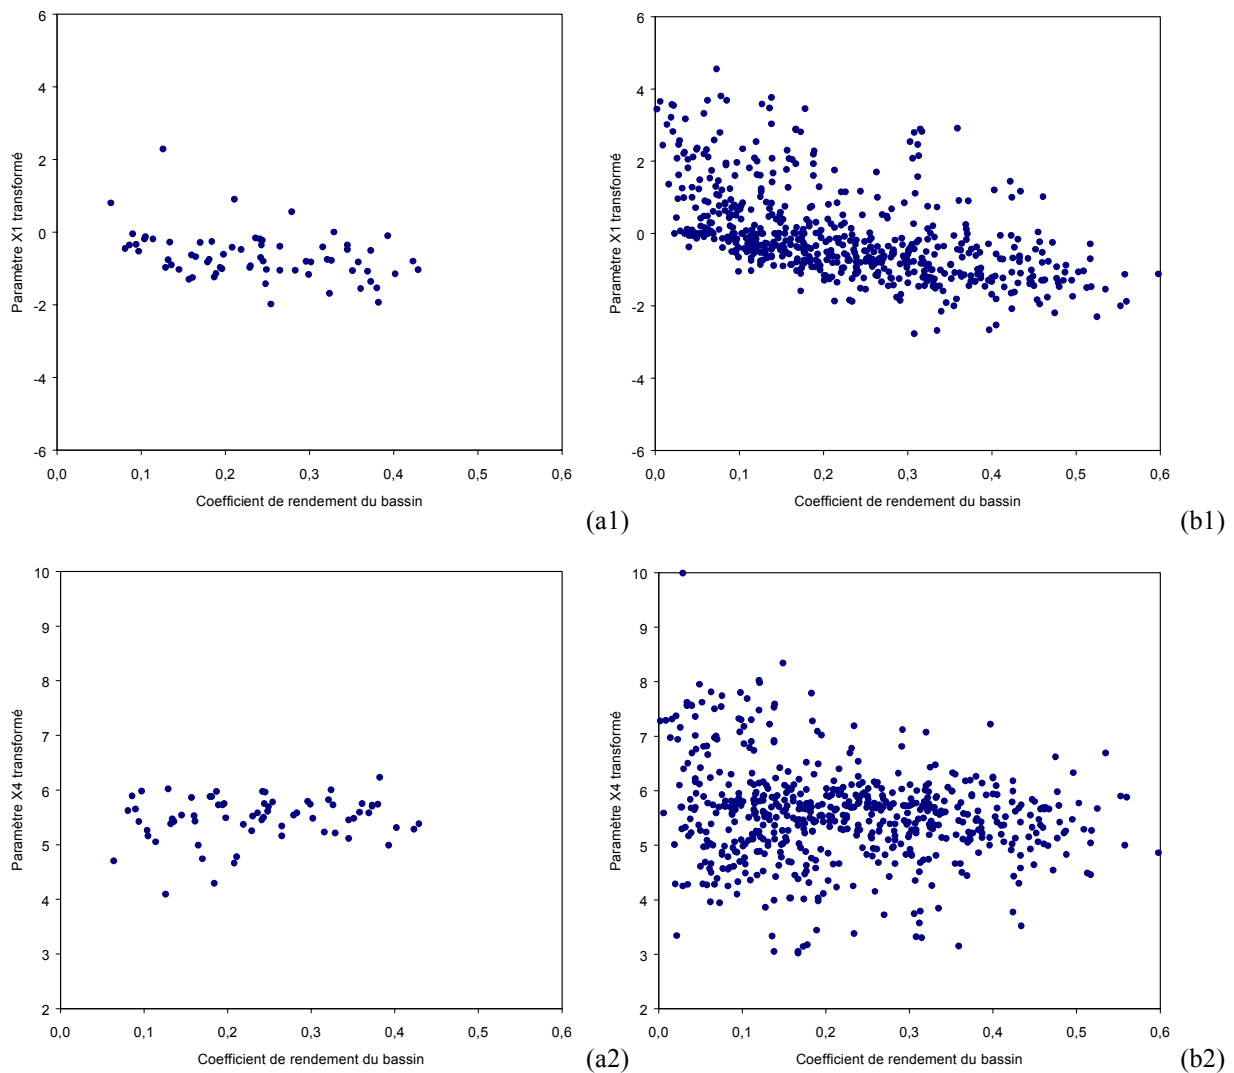 6
4
2
0
-2
-4
-6
Paramètre X1 transformé
0,0 0,1 0,2 0,3 0,4 0,5 0,6
Coefficient de rendement du bassin
(a1)
6
4
2
0
-2
-4
-6
Paramètre X1 transformé
0,0 0,1 0,2 0,3 0,4 0,5 0,6
Coefficient de rendement du bassin
(b1)
10
9
8
7
6
5
4
3
2
Paramètre X4 transformé
0,0 0,1 0,2 0,3 0,4 0,5 0,6
Coefficient de rendement du bassin
(a2)
10
9
8
7
6
5
4
3
2
Paramètre X4 transformé
0,0 0,1 0,2 0,3 0,4 0,5 0,6
Coefficient de rendement du bassin
(b2)